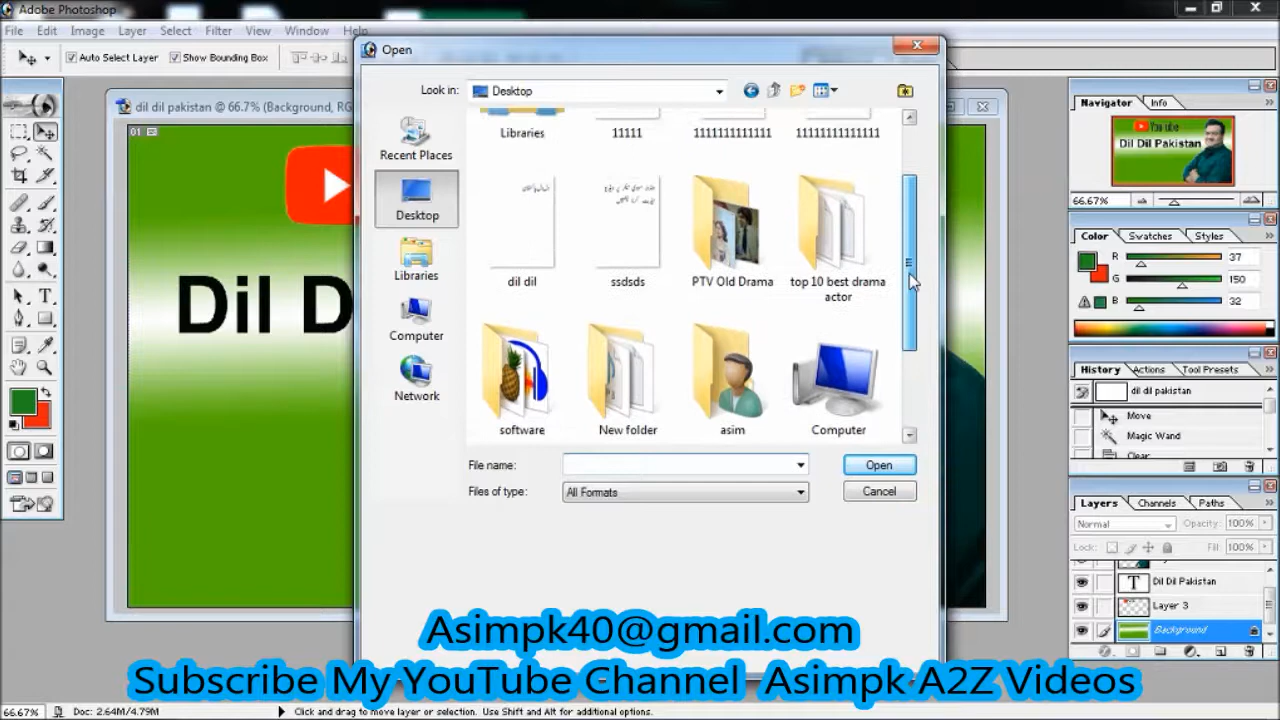 Adobe Photoshop
File Edit Image Layer Select Filter View Window Help
Auto Select Layer Show Bounding Box
dil dil pakistan @ 66.7% (Background, RG
01
Dil D
Open
Look in: Desktop
Recent Places
Desktop
Libraries
Computer
Network
Libraries 11111 1111111111111 11111111111111
dil dil ssdsds PTV Old Drama top 10 best drama
actor
software New folder asim Computer
File name: Open
Files of type: All Formats Cancel
Navigator Info
You tube
Dil Dil Pakistan
66.67%
Color Swatches Styles
R 37
G 150
B 32
History Actions Tool Presets
dil dil pakistan
Move
Magic Wand
Clear
Layers Channels Paths
Normal Opacity: 100%
Lock: Fill: 100%
T Dil Dil Pakistan
Layer 3
Background
Asimpk40@gmail.com
Subscribe My YouTube Channel Asimpk A2Z Videos
66.67% Doc: 2.64M/4.79M Click and drag to move layer or selection. Use Shift and Alt for additional options.